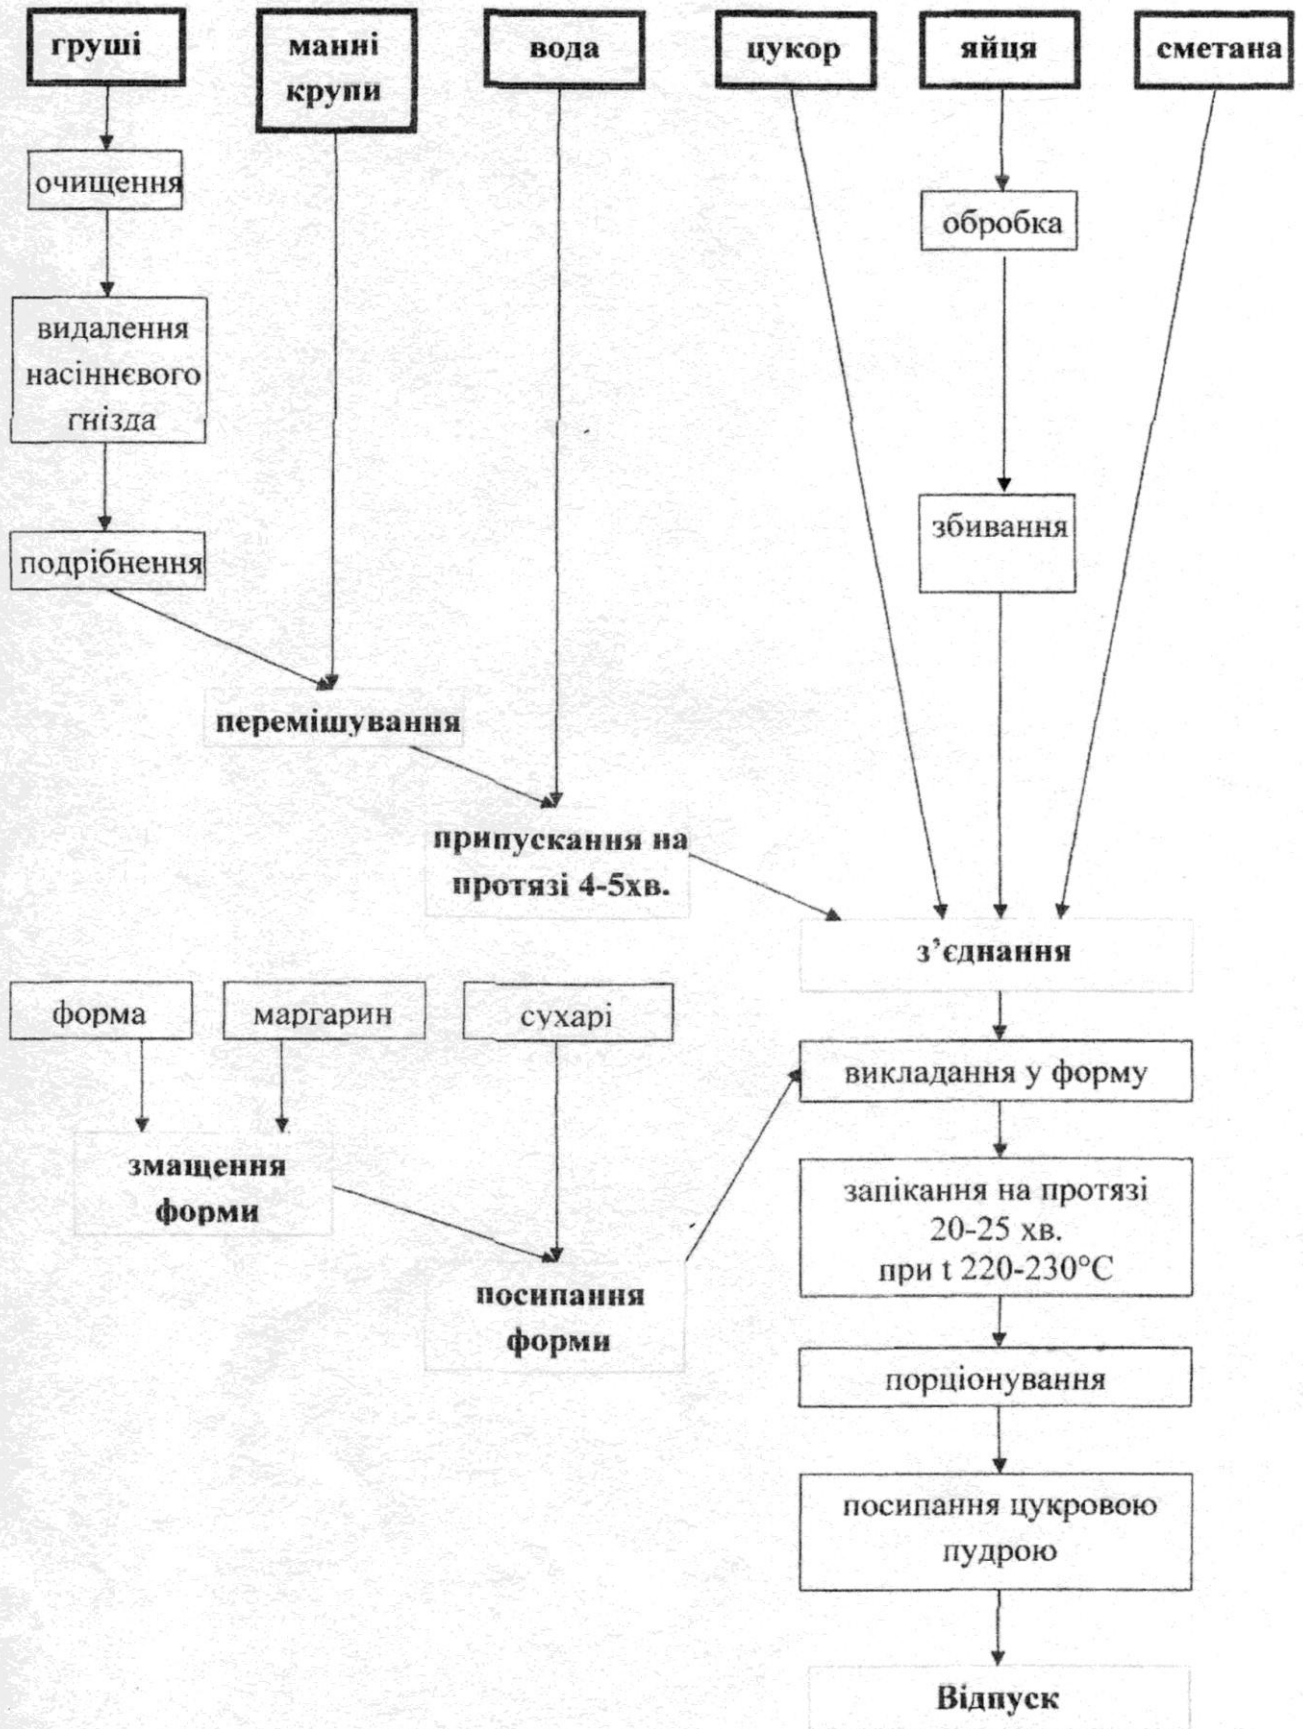 груші
манні
крупи
вода
цукор
яйця
сметана
очищення
обробка
видалення
насіннєвого
гнізда
збивання
подрібнення
перемішування
припускання на
протязі 4-5хв.
з’єднання
форма
маргарин
сухарі
викладання у форму
змащення
форми
запікання на протязі
20-25 хв.
при t 220-230°C
посипання
форми
порціонування
посипання цукровою
пудрою
Відпуск